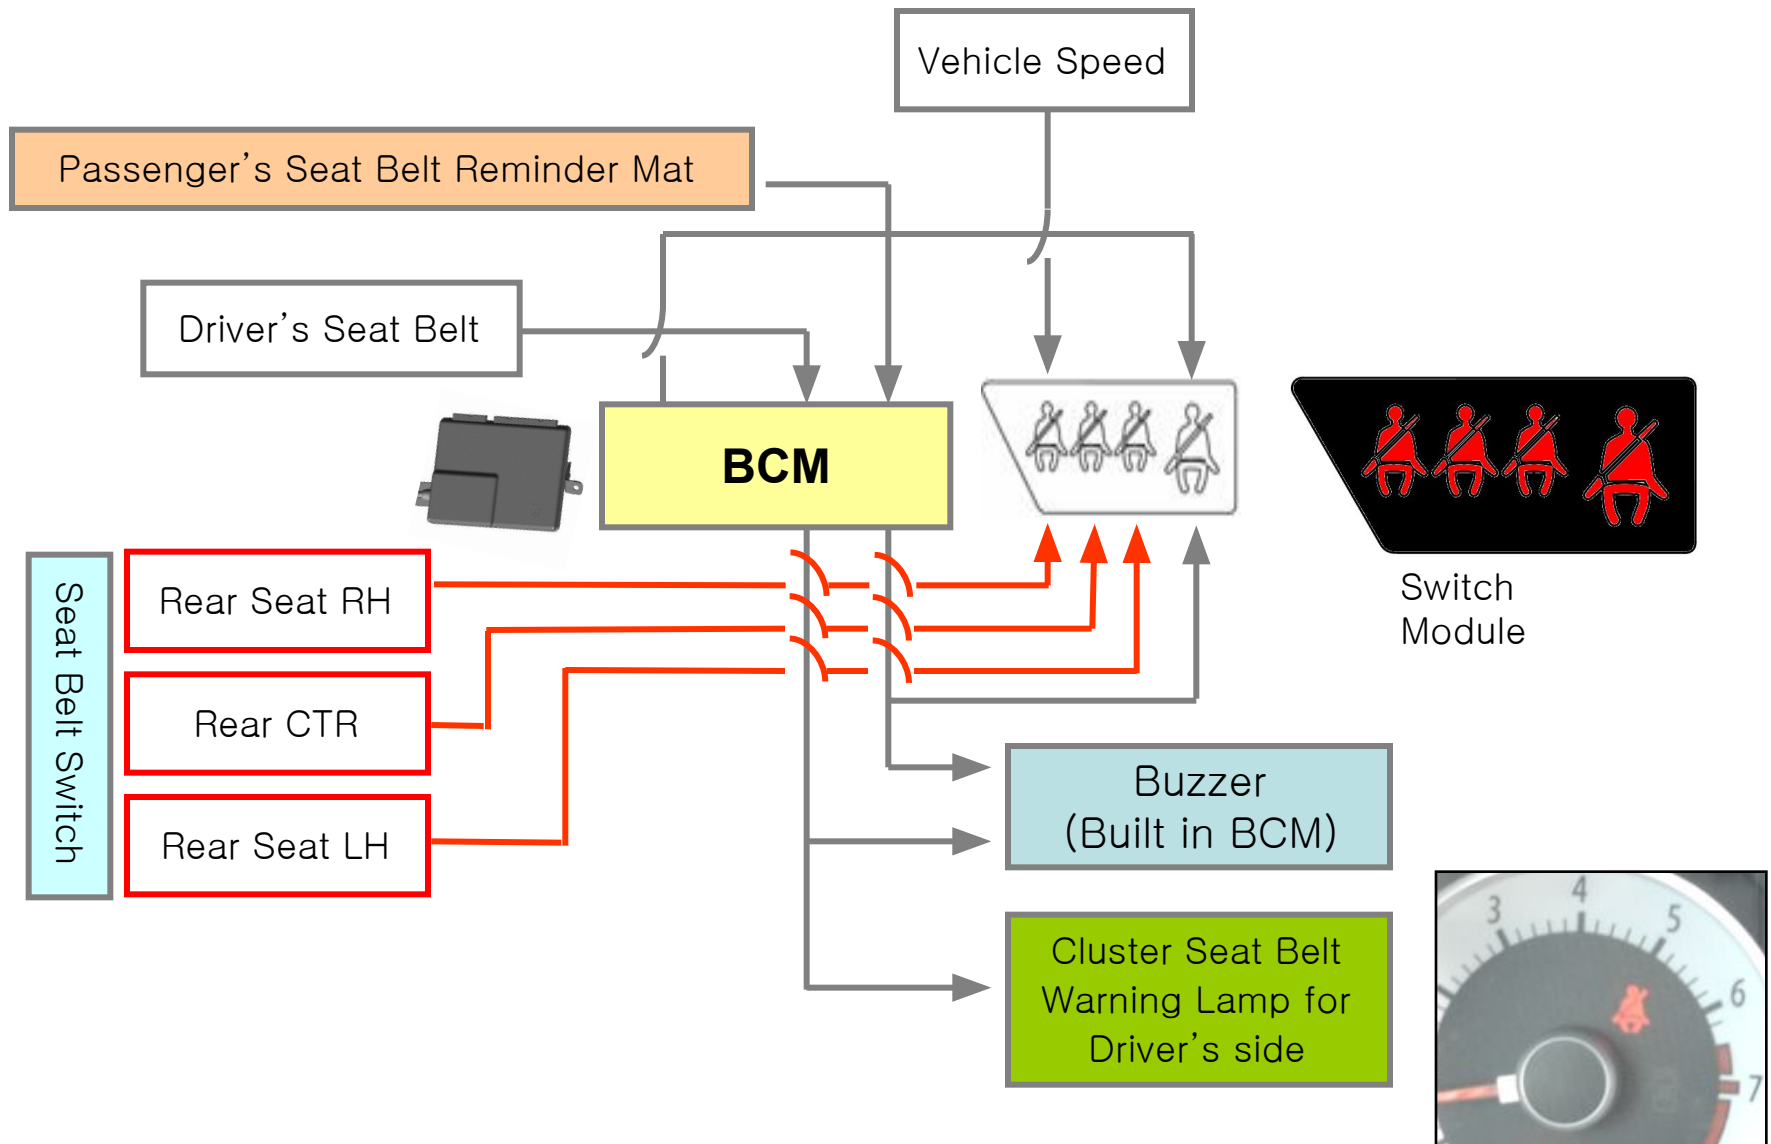 Vehicle Speed
Passenger's Seat Belt Reminder Mat
Driver's Seat Belt
BCM
Switch
Module
Seat Belt Switch
Rear Seat RH
Rear CTR
Rear Seat LH
Buzzer
(Built in BCM)
Cluster Seat Belt
Warning Lamp for
Driver's side
3
4
5
6
7